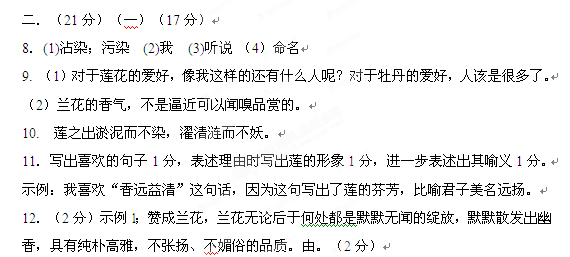 二．（21 分）（一）（17 分）
8．(1)沾染；污染　(2)我　(3)听说 （4）命名
9. （1）对于莲花的爱好，像我这样的还有什么人呢？对于牡丹的爱好，人该是很多了。
（2）兰花的香气，不是逼近可以闻嗅品赏的。
10.　莲之出淤泥而不染，濯清涟而不妖。
11．写出喜欢的句子 1 分，表述理由时写出莲的形象 1 分，进一步表述出其喻义 1 分。
示例：我喜欢“香远益清”这句话，因为这句写出了莲的芬芳，比喻君子美名远扬。
12．（2 分）示例 1；赞成兰花，兰花无论后于何处都是默默无闻的绽放，默默散发出幽
香，具有纯朴高雅，不张扬、不媚俗的品质。由。（2 分）